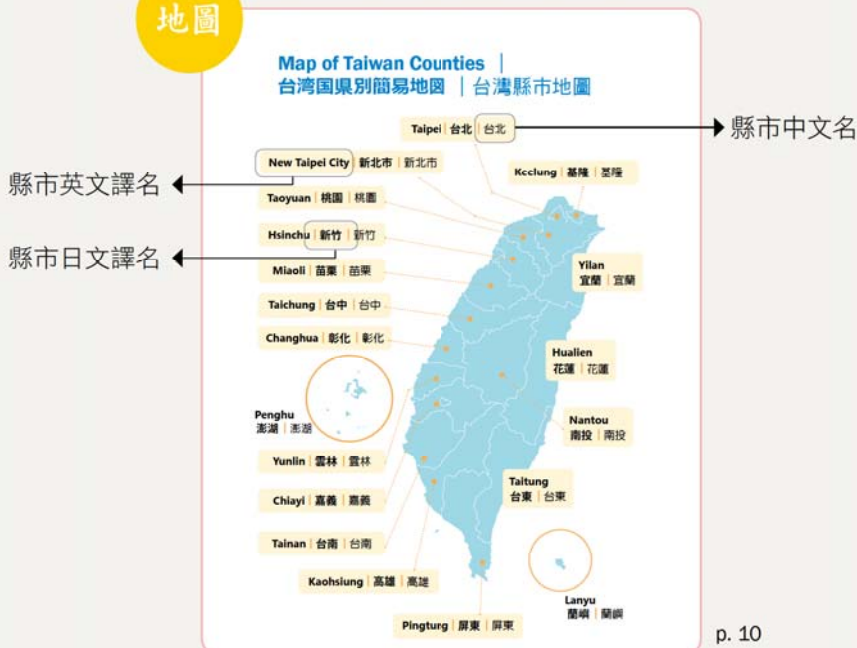 地圖
Map of Taiwan Counties |
台湾国県別簡易地図 | 台灣縣市地圖
Taipei | 台北 | 台北
縣市中文名
New Taipei City | 新北市 | 新北市
Keelung | 基隆 | 基隆
縣市英文譯名
Taoyuan | 桃園 | 桃園
Hsinchu | 新竹 | 新竹
縣市日文譯名
Miaoli | 苗栗 | 苗栗
Yilan
宜蘭 | 宜蘭
Taichung | 台中 | 台中
Changhua | 彰化 | 彰化
Hualien
花蓮 | 花蓮
Penghu
澎湖 | 澎湖
Nantou
南投 | 南投
Yunlin | 雲林 | 雲林
Taitung
台東 | 台東
Chiayi | 嘉義 | 嘉義
Tainan | 台南 | 台南
Kaohsiung | 高雄 | 高雄
Lanyu
蘭嶼 | 蘭嶼
Pingtung | 屏東 | 屏東
p. 10